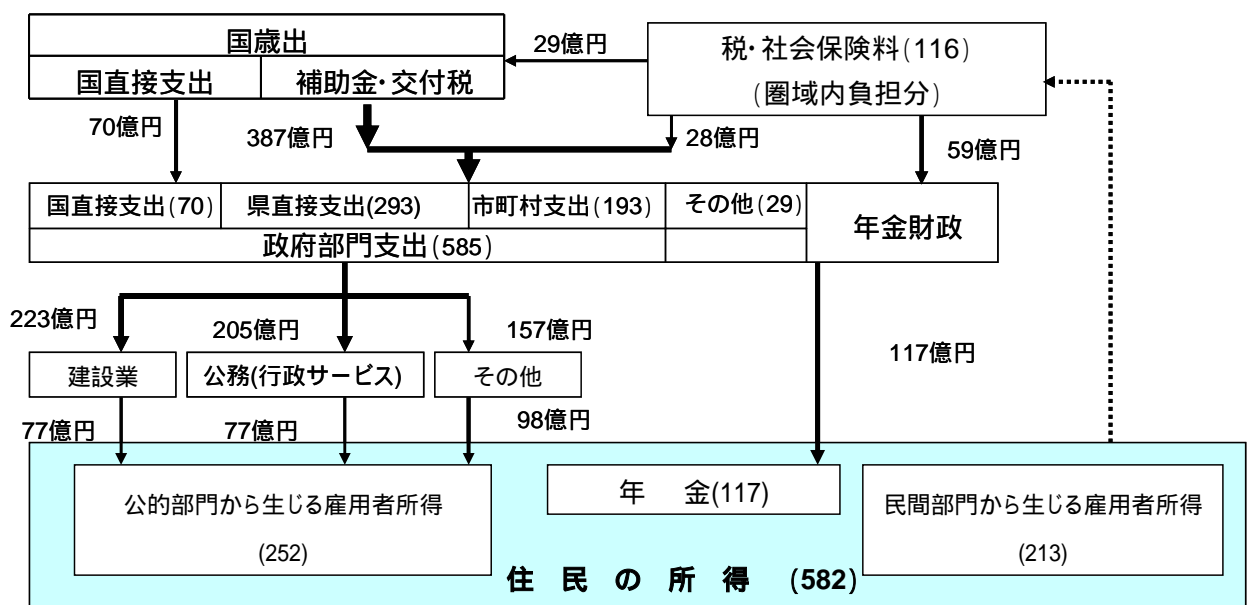 国歳出
国直接支出
補助金・交付税
29億円
税・社会保険料(116)
(圏域内負担分)
70億円
387億円
28億円
59億円
国直接支出(70)
県直接支出(293)
市町村支出(193)
その他(29)
年金財政
政府部門支出(585)
223億円
205億円
157億円
117億円
建設業
公務(行政サービス)
その他
77億円
77億円
98億円
公的部門から生じる雇用者所得
(252)
年 金(117)
民間部門から生じる雇用者所得
(213)
住 民 の 所 得 (582)